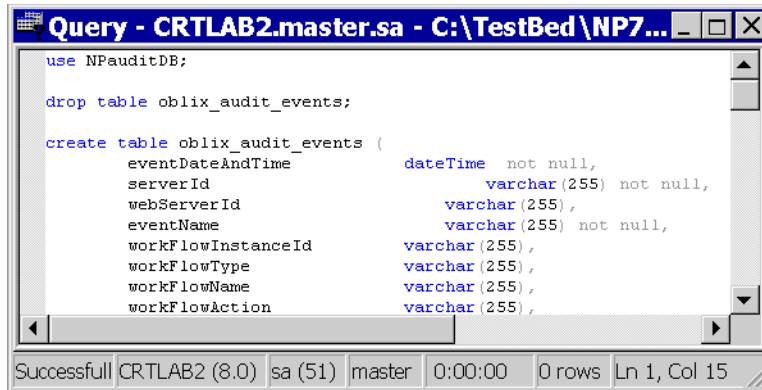 Query - CRTLAB2.master.sa - C:\TestBed\NP7...
use NPauditDB;
drop table oblix_audit_events;
create table oblix_audit_events (
eventDateAndTime dateTime not null,
serverId varchar(255) not null,
webServerId varchar(255),
eventName varchar(255) not null,
workFlowInstanceId varchar(255),
workFlowType varchar(255),
workFlowName varchar(255),
workFlowAction varchar(255),
Successfull CRTLAB2 (8.0) sa (51) master 0:00:00 0 rows Ln 1, Col 15